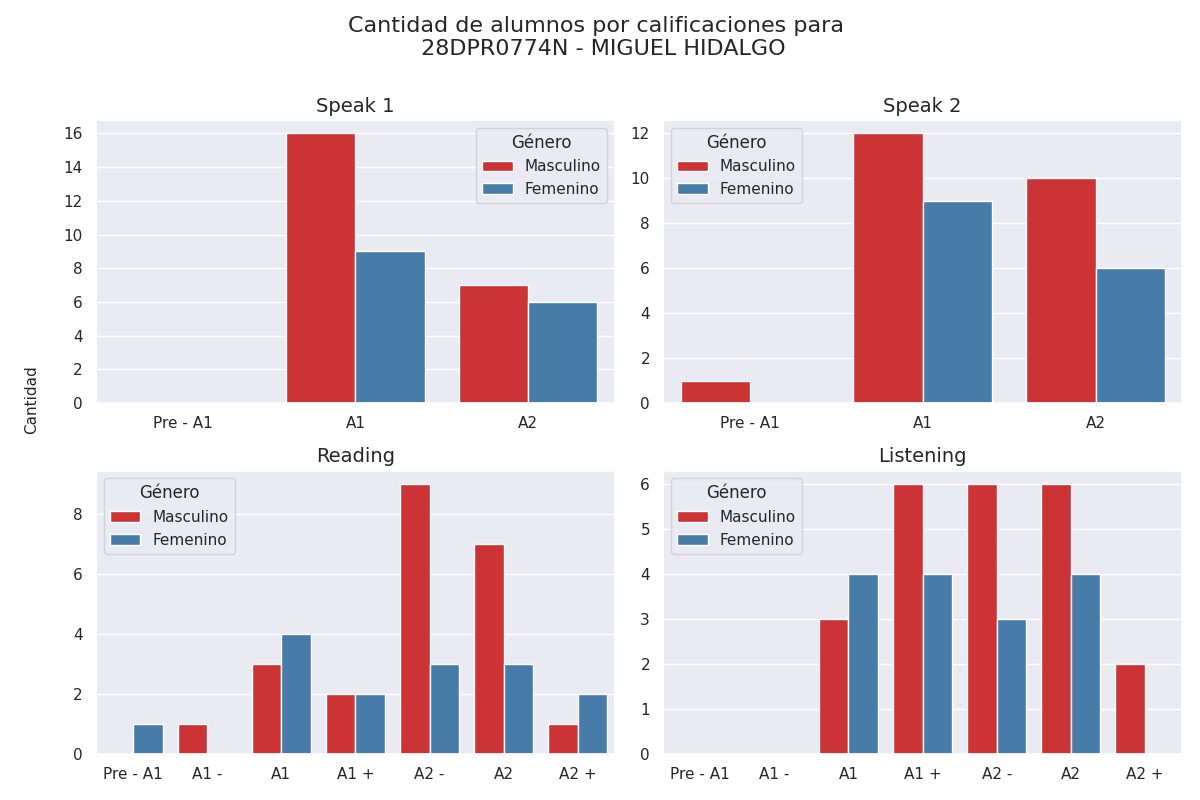 Cantidad de alumnos por calificaciones para
28DPR0774N - MIGUEL HIDALGO
Cantidad
Speak 1
16
14
12
10
8
6
4
2
0
Género
Masculino
Femenino
Pre - A1 A1 A2
Speak 2
12
10
8
6
4
2
0
Género
Masculino
Femenino
Pre - A1 A1 A2
Reading
8
6
4
2
0
Género
Masculino
Femenino
Pre - A1 A1 - A1 A1 + A2 - A2 A2 +
Listening
6
5
4
3
2
1
0
Género
Masculino
Femenino
Pre - A1 A1 - A1 A1 + A2 - A2 A2 +